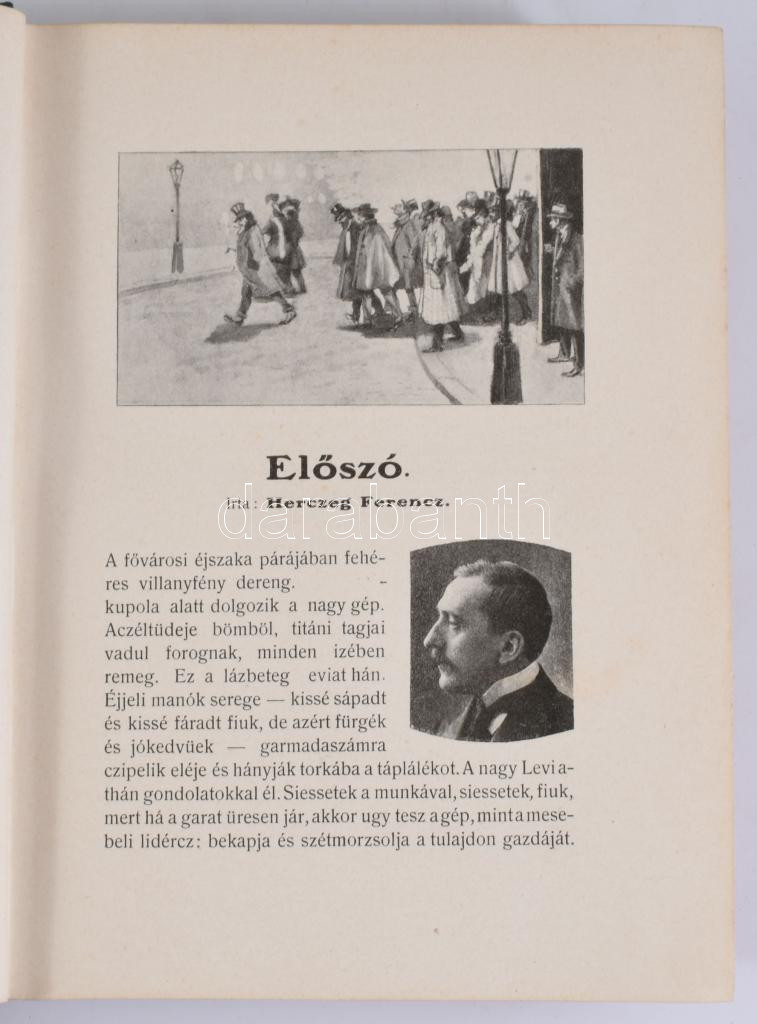 Előszó.
Irta: Herczeg Ferencz.
darabanth
A fővárosi éjszaka párájában fehé-
res villanyfény dereng. -
kupola alatt dolgozik a nagy gép.
Aczéltüdeje bömböl, titáni tagjai
vadul forognak, minden izében
remeg. Ez a lázbeteg eviat hán.
Éjjeli manók serege — kissé sápadt
és kissé fáradt fiuk, de azért fürgék
és jókedvüek — garmadaszámra
czipelik eléje és hányják torkába a táplálékot. A nagy Levia-
thán gondolatokkal él. Siessetek a munkával, siessetek, fiuk,
mert há a garat üresen jár, akkor ugy tesz a gép, mint a mese-
beli lidércz: bekapja és szétmorzsolja a tulajdon gazdáját.